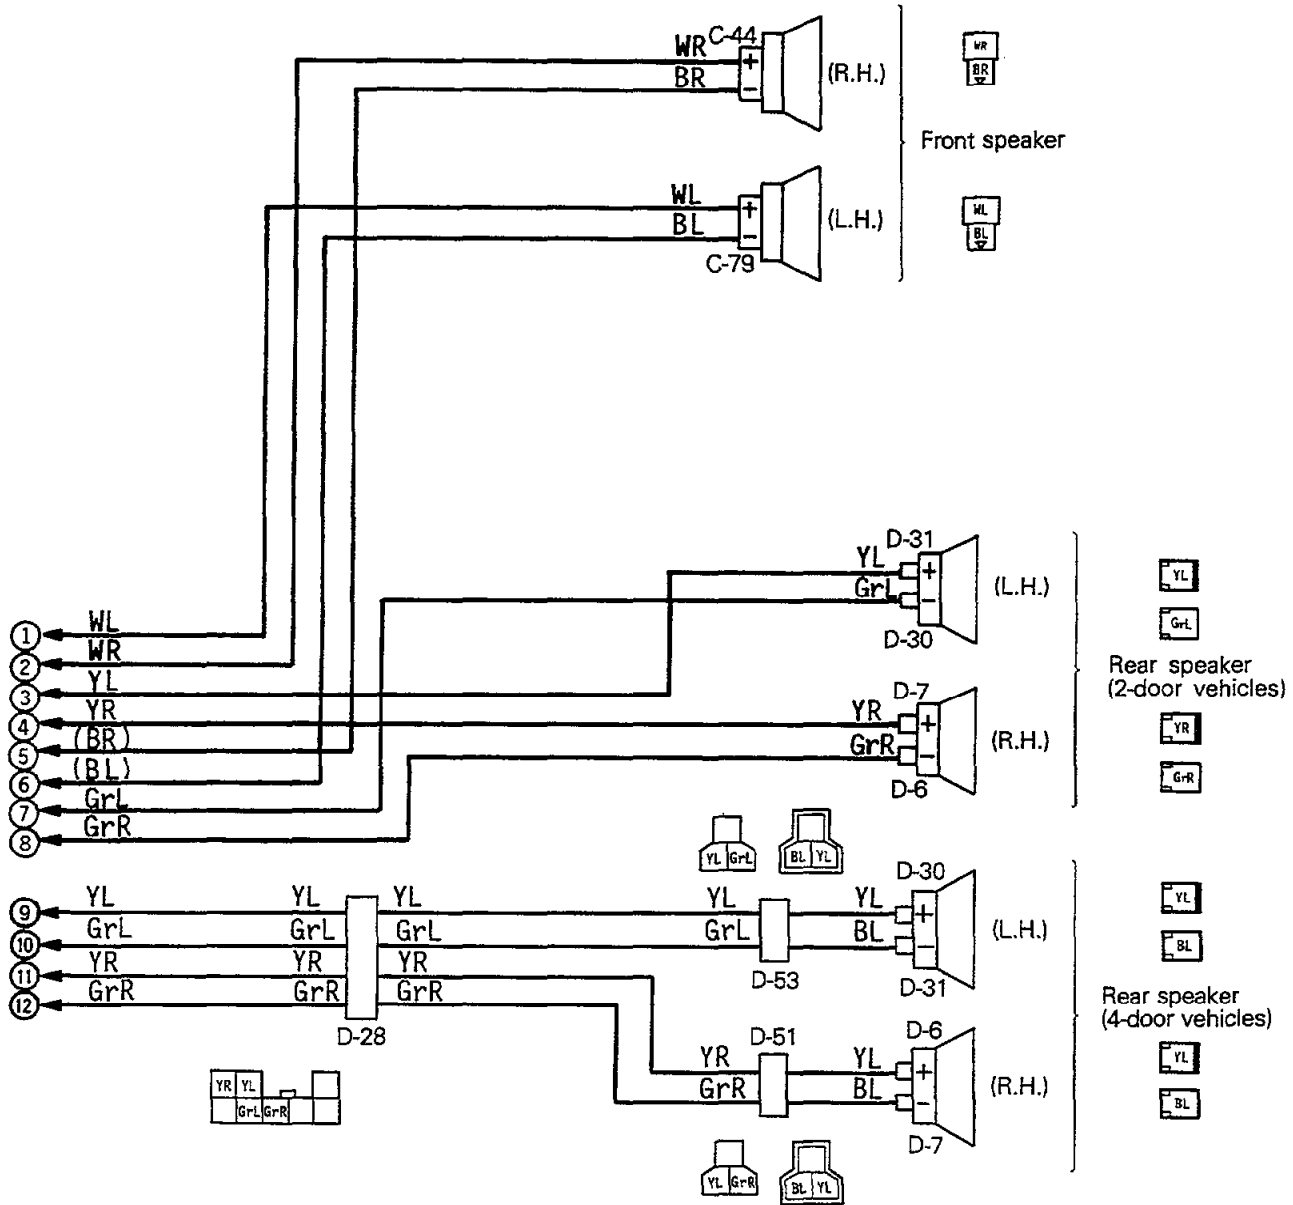 C-44
WR
WR
+
(R.H.)
BR
BR
−
Front speaker
WL
WL
+
(L.H.)
BL
BL
−
C-79
D-31
YL
+
(L.H.)
YL
GrL
−
GrL
D-30
1 WL
2 WR
3 YL
4 YR
5 (BR)
6 (BL)
7 GrL
8 GrR
Rear speaker
(2-door vehicles)
D-7
YR
+
(R.H.)
YR
GrR
−
GrR
D-6
YL GrL
BL YL
D-30
9 YL YL YL YL YL
+
(L.H.)
YL
10 GrL GrL GrL GrL BL
−
BL
11 YR YR YR
D-53
D-31
12 GrR GrR GrR
Rear speaker
(4-door vehicles)
D-28
D-51
D-6
YR YL
+
(R.H.)
YL
GrR BL
−
BL
D-7
YR YL
GrL GrR
YL GrR
BL YL